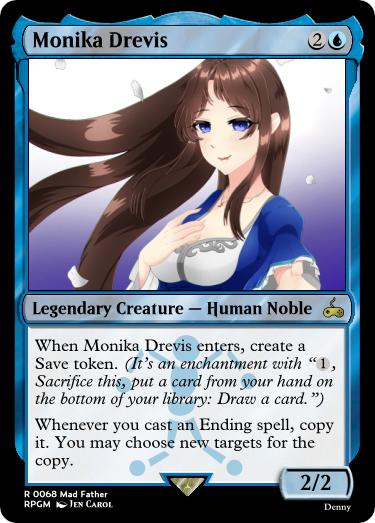 Monika Drevis 2
Legendary Creature — Human Noble
When Monika Drevis enters, create a
Save token. (It's an enchantment with “1,
Sacrifice this, put a card from your hand on
the bottom of your library: Draw a card.”)
Whenever you cast an Ending spell, copy
it. You may choose new targets for the
copy.
2/2
R 0068 Mad Father
RPGM JEN CAROL
Denny